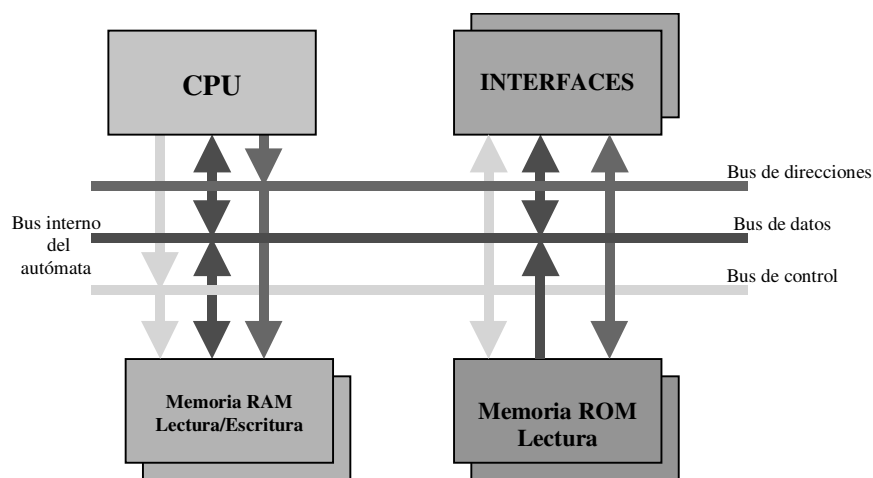 CPU
INTERFACES
Bus de direcciones
Bus interno
del
autómata
Bus de datos
Bus de control
Memoria RAM
Lectura/Escritura
Memoria ROM
Lectura